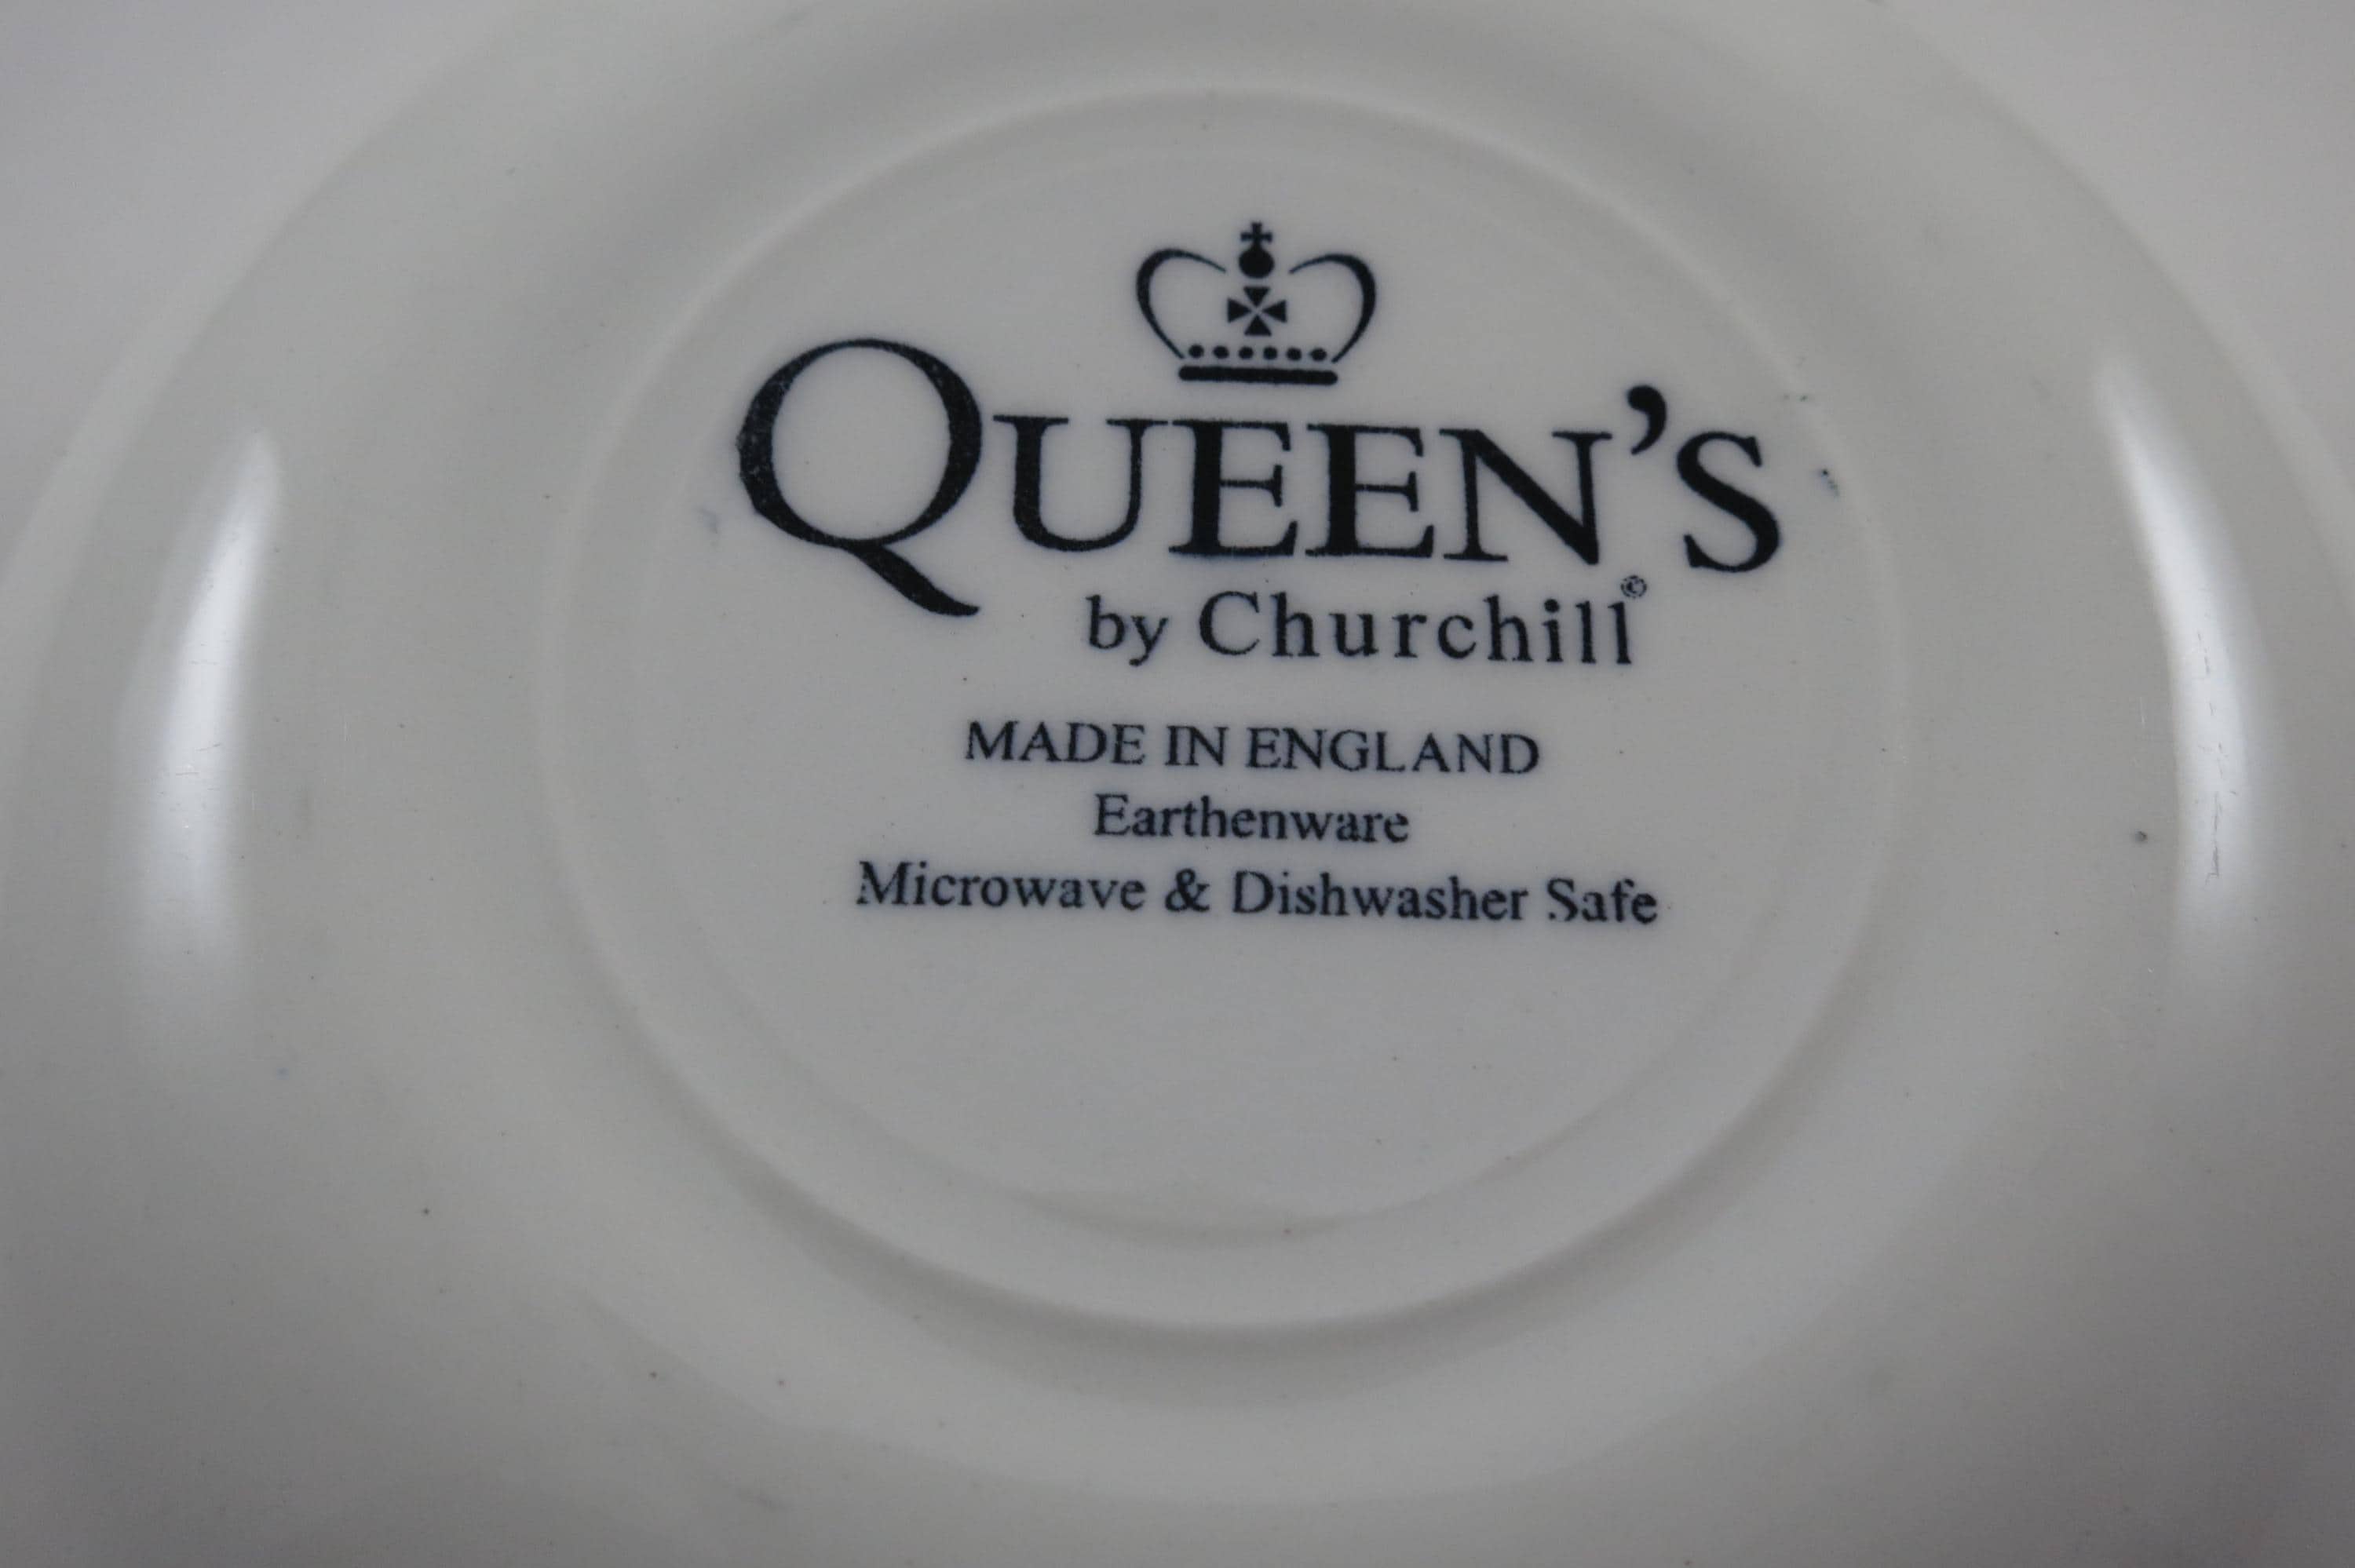 QUEEN'S
by Churchill©
MADE IN ENGLAND
Earthenware
Microwave & Dishwasher Safe